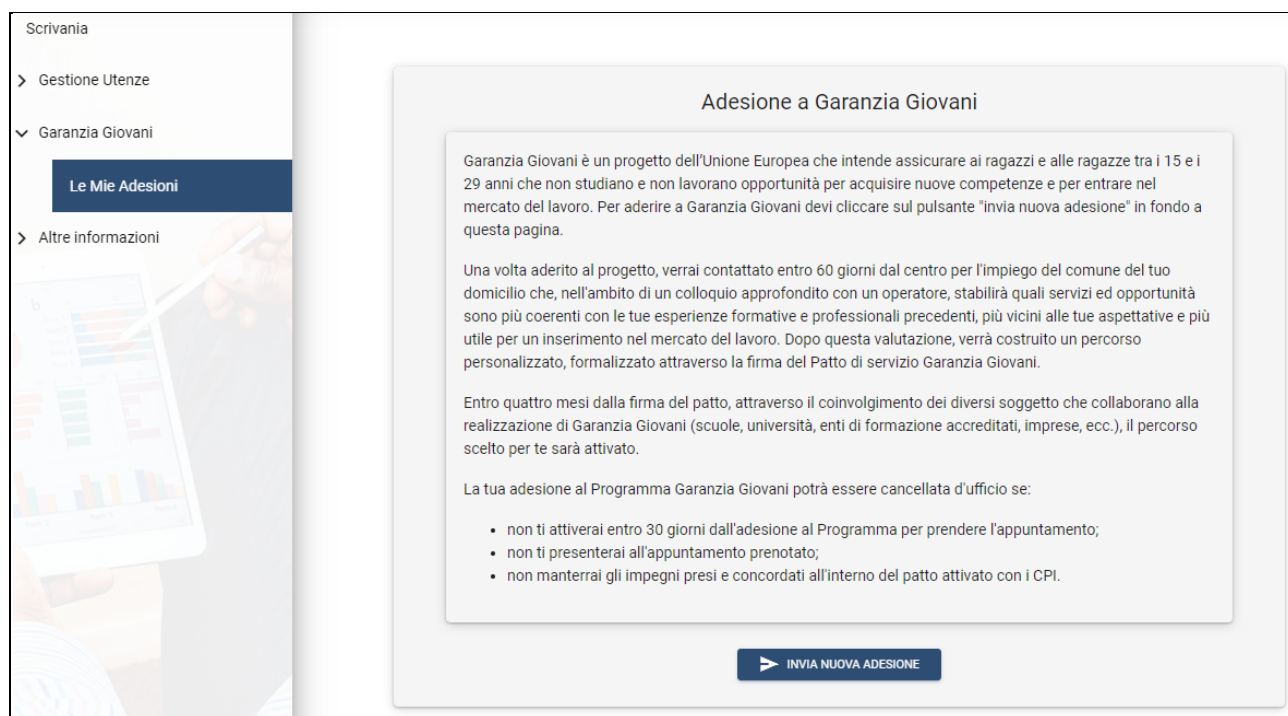 Scrivania
Gestione Utenze
Garanzia Giovani
Le Mie Adesioni
Altre informazioni
Adesione a Garanzia Giovani
Garanzia Giovani è un progetto dell'Unione Europea che intende assicurare ai ragazzi e alle ragazze tra i 15 e i
29 anni che non studiano e non lavorano opportunità per acquisire nuove competenze e per entrare nel
mercato del lavoro. Per aderire a Garanzia Giovani devi cliccare sul pulsante "invia nuova adesione" in fondo a
questa pagina.
Una volta aderito al progetto, verrai contattato entro 60 giorni dal centro per l'impiego del comune del tuo
domicilio che, nell'ambito di un colloquio approfondito con un operatore, stabilirà quali servizi ed opportunità
sono più coerenti con le tue esperienze formative e professionali precedenti, più vicini alle tue aspettative e più
utile per un inserimento nel mercato del lavoro. Dopo questa valutazione, verrà costruito un percorso
personalizzato, formalizzato attraverso la firma del Patto di servizio Garanzia Giovani.
Entro quattro mesi dalla firma del patto, attraverso il coinvolgimento dei diversi soggetto che collaborano alla
realizzazione di Garanzia Giovani (scuole, università, enti di formazione accreditati, imprese, ecc.), il percorso
scelto per te sarà attivato.
La tua adesione al Programma Garanzia Giovani potrà essere cancellata d'ufficio se:
• non ti attiverai entro 30 giorni dall'adesione al Programma per prendere l'appuntamento;
• non ti presenterai all'appuntamento prenotato;
• non manterrai gli impegni presi e concordati all'interno del patto attivato con i CPI.
INVIA NUOVA ADESIONE